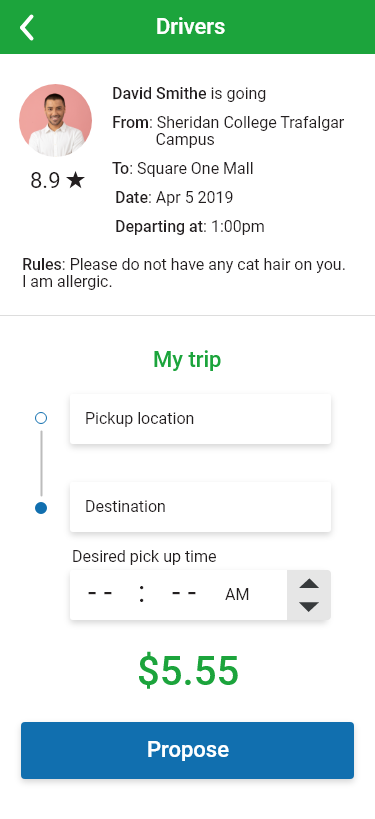 Drivers
David Smithe is going
From: Sheridan College Trafalgar
Campus
8.9 ★
To: Square One Mall
Date: Apr 5 2019
Departing at: 1:00pm
Rules: Please do not have any cat hair on you.
I am allergic.
My trip
Pickup location
Destination
Desired pick up time
-- : -- AM
$5.55
Propose